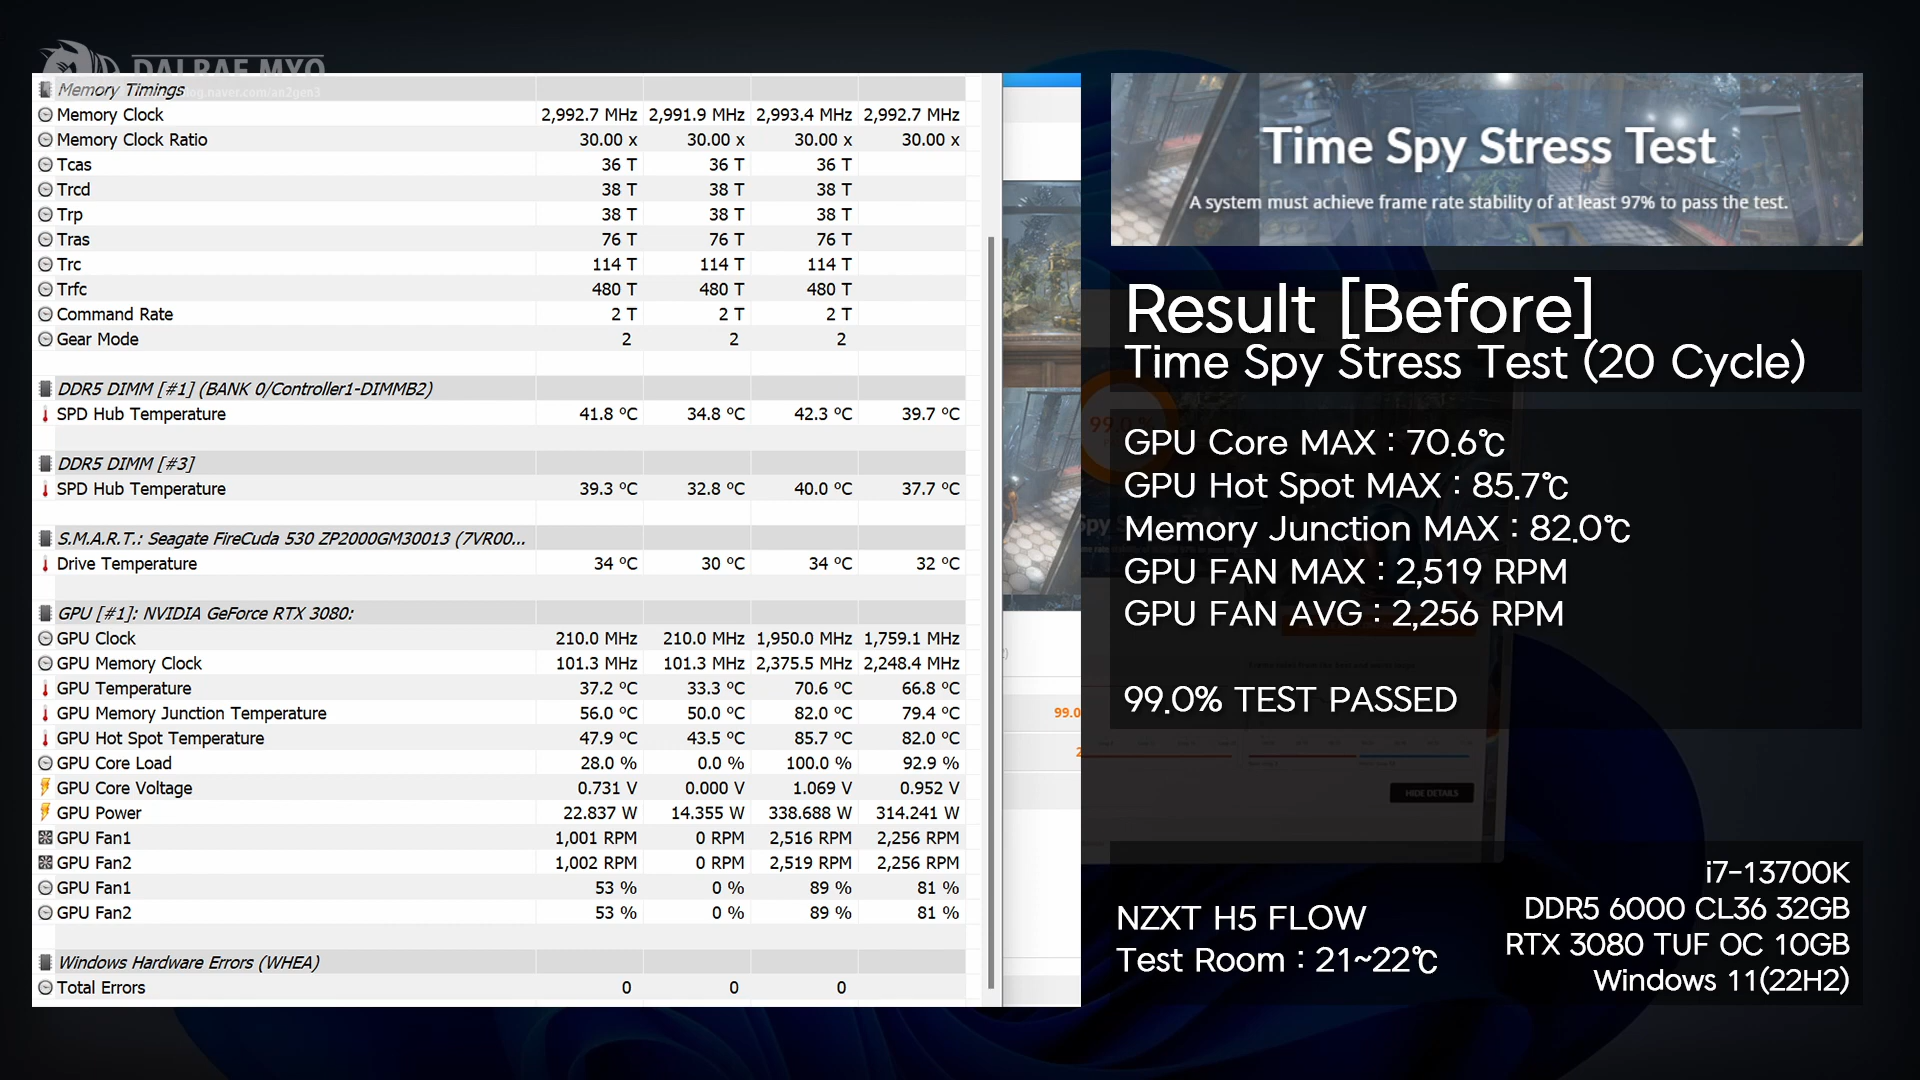 DALRAE MYO
Memory Timings
Memory Clock 2,992.7 MHz 2,991.9 MHz 2,993.4 MHz 2,992.7 MHz
Memory Clock Ratio 30.00 x 30.00 x 30.00 x 30.00 x
Tcas 36 T 36 T 36 T
Trcd 38 T 38 T 38 T
Trp 38 T 38 T 38 T
Tras 76 T 76 T 76 T
Trc 114 T 114 T 114 T
Trfc 480 T 480 T 480 T
Command Rate 2 T 2 T 2 T
Gear Mode 2 2 2
DDR5 DIMM [#1] (BANK 0/Controller1-DIMMB2)
SPD Hub Temperature 41.8 °C 34.8 °C 42.3 °C 39.7 °C
DDR5 DIMM [#3]
SPD Hub Temperature 39.3 °C 32.8 °C 40.0 °C 37.7 °C
S.M.A.R.T.: Seagate FireCuda 530 ZP2000GM30013 (7VR00...
Drive Temperature 34 °C 30 °C 34 °C 32 °C
GPU [#1]: NVIDIA GeForce RTX 3080:
GPU Clock 210.0 MHz 210.0 MHz 1,950.0 MHz 1,759.1 MHz
GPU Memory Clock 101.3 MHz 101.3 MHz 2,375.5 MHz 2,248.4 MHz
GPU Temperature 37.2 °C 33.3 °C 70.6 °C 66.8 °C
GPU Memory Junction Temperature 56.0 °C 50.0 °C 82.0 °C 79.4 °C
GPU Hot Spot Temperature 47.9 °C 43.5 °C 85.7 °C 82.0 °C
GPU Core Load 28.0 % 0.0 % 100.0 % 92.9 %
GPU Core Voltage 0.731 V 0.000 V 1.069 V 0.952 V
GPU Power 22.837 W 14.355 W 338.688 W 314.241 W
GPU Fan1 1,001 RPM 0 RPM 2,516 RPM 2,256 RPM
GPU Fan2 1,002 RPM 0 RPM 2,519 RPM 2,256 RPM
GPU Fan1 53 % 0 % 89 % 81 %
GPU Fan2 53 % 0 % 89 % 81 %
Windows Hardware Errors (WHEA)
Total Errors 0 0 0
99.0
Time Spy Stress Test
A system must achieve frame rate stability of at least 97% to pass the test.
Result [Before]
Time Spy Stress Test (20 Cycle)
GPU Core MAX : 70.6℃
GPU Hot Spot MAX : 85.7℃
Memory Junction MAX : 82.0℃
GPU FAN MAX : 2,519 RPM
GPU FAN AVG : 2,256 RPM
99.0% TEST PASSED
HIDE DETAILS
NZXT H5 FLOW
Test Room : 21~22℃
i7-13700K
DDR5 6000 CL36 32GB
RTX 3080 TUF OC 10GB
Windows 11(22H2)